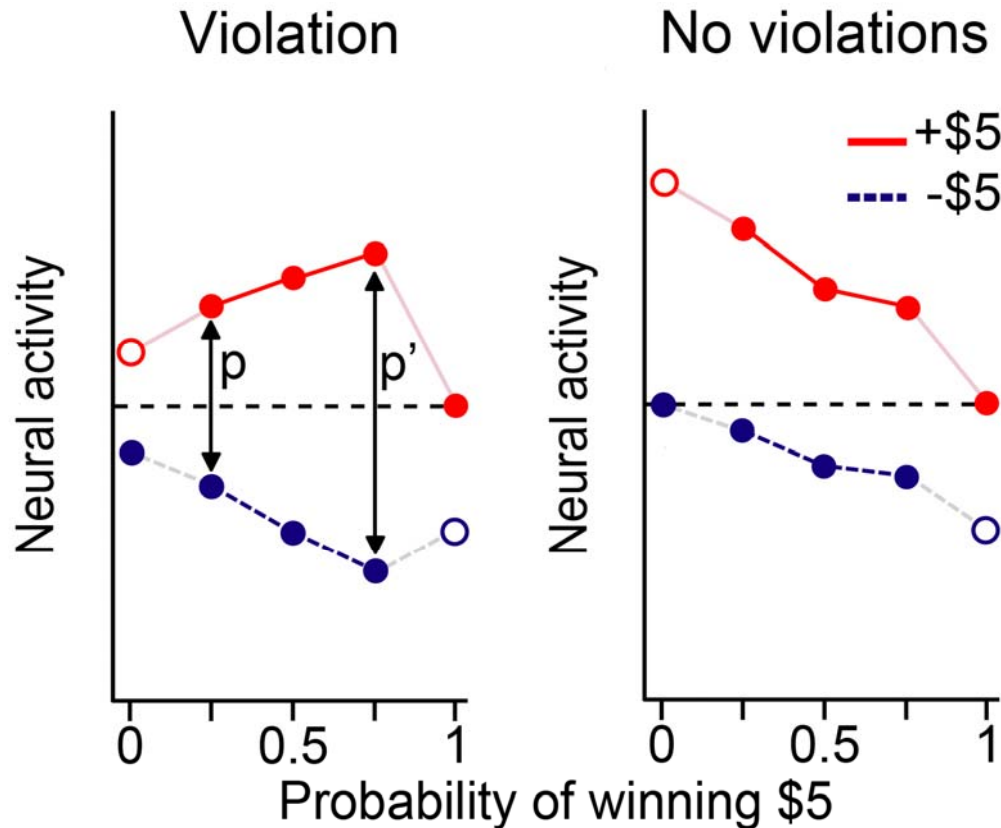 Violation
No violations
+$5
-$5
Neural activity
p
p’
Neural activity
0
0.5
1
0
0.5
1
Probability of winning $5